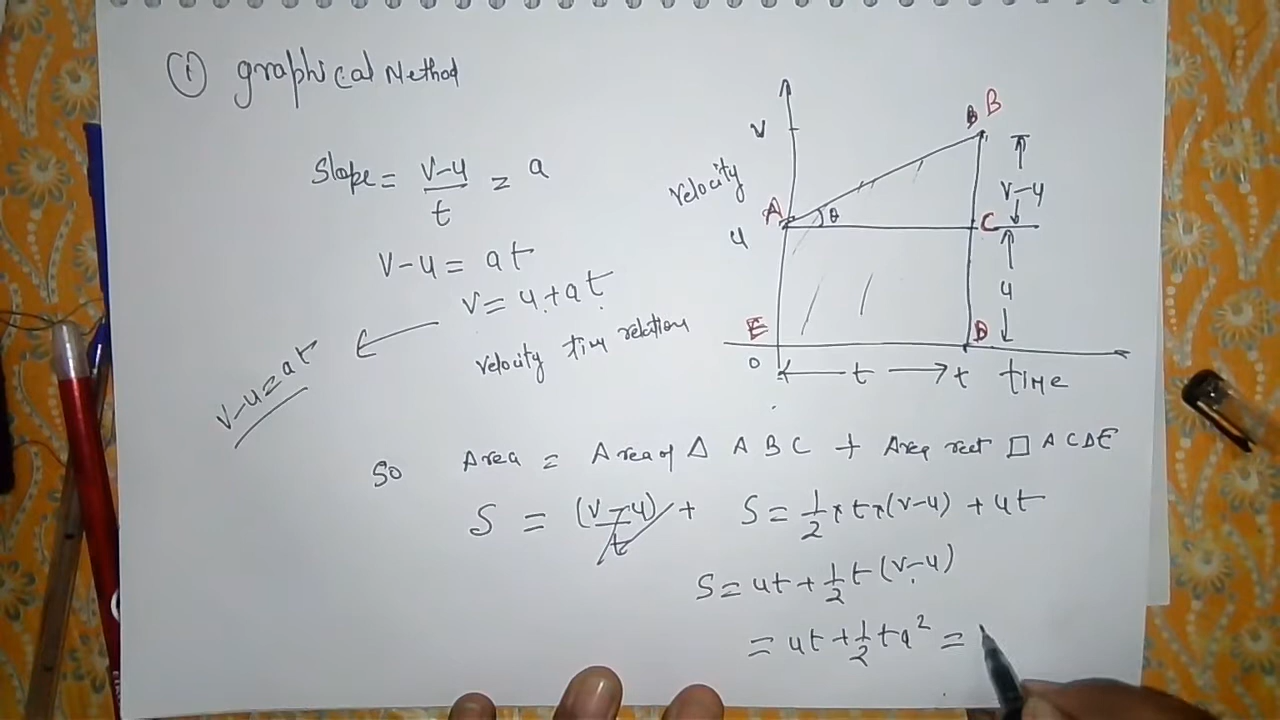 ① graphical Method
Slope = v-u/t = a
v-u = at
v = u+at
velocity time relation
v-u=at
v
velocity
A
u
E
o
θ
B B
v-u
C
u
D
t
t time
So Area = Area of △ ABC + Area rect □ ACDE
S = (v-u)/t + S = 1/2 × t × (v-u) + ut
S = ut + 1/2 t (v-u)
= ut + 1/2 ta² =